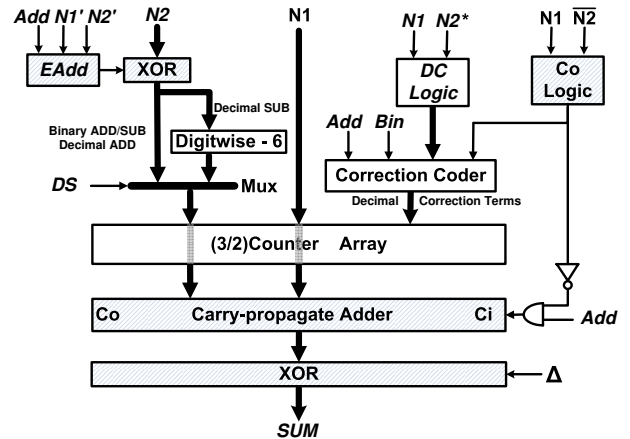 Add N1' N2'
N2
N1
N1 N2*
N1 N2
EAdd
XOR
DC
Logic
Co
Logic
Decimal SUB
Binary ADD/SUB
Decimal ADD
Digitwise - 6
Add Bin
Correction Coder
DS
Mux
Decimal Correction Terms
(3/2)Counter Array
Co Carry-propagate Adder Ci
Add
XOR
Δ
SUM